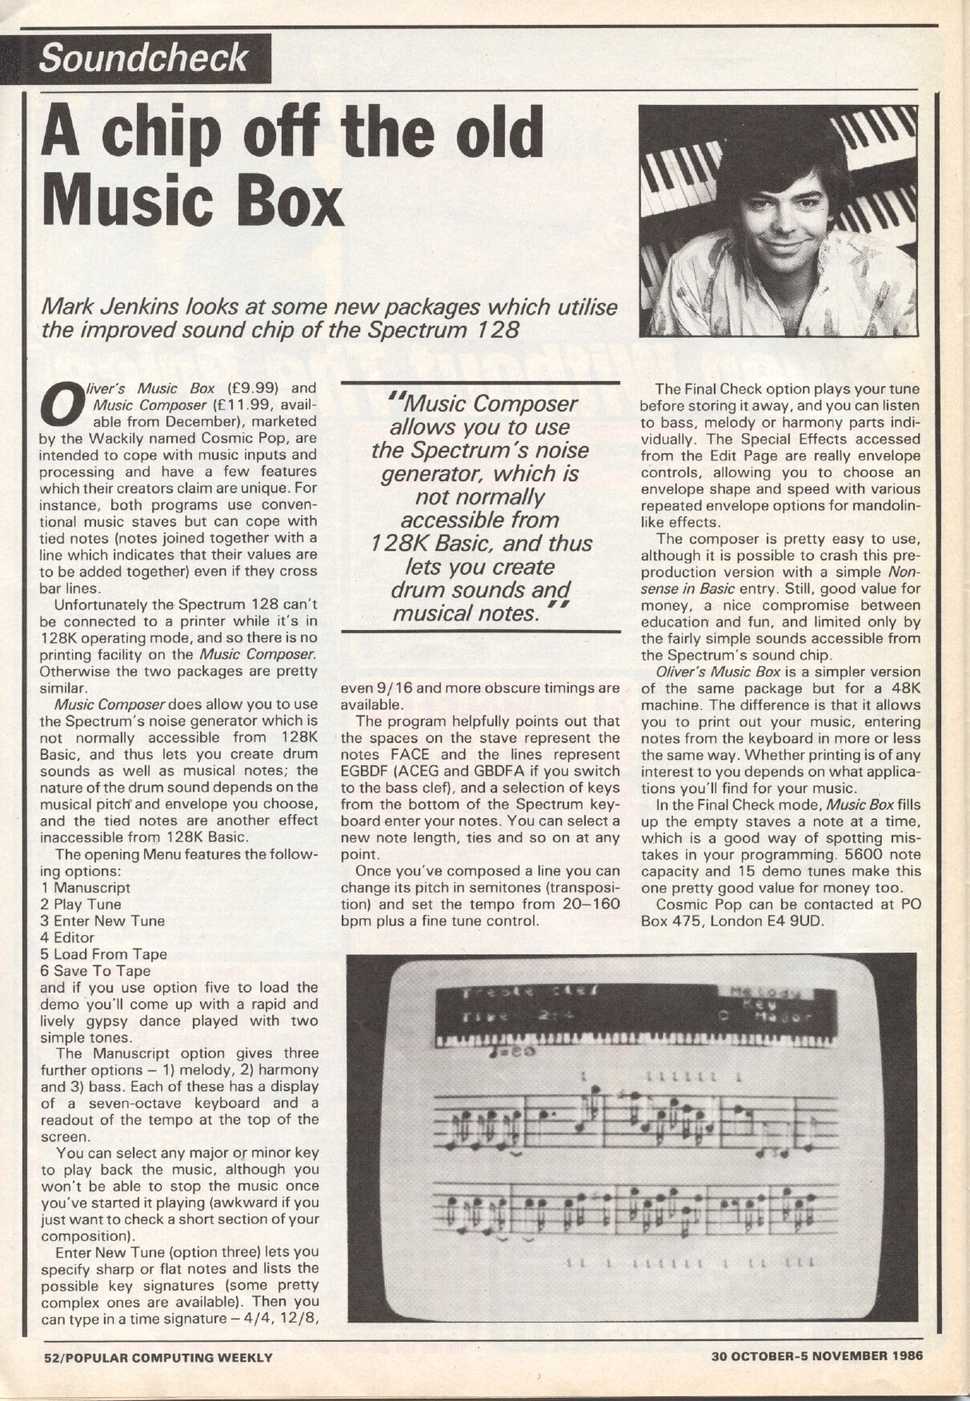 Soundcheck
A chip off the old
Music Box
Mark Jenkins looks at some new packages which utilise
the improved sound chip of the Spectrum 128
Oliver's Music Box (£9.99) and
Music Composer (£11.99, avail-
able from December), marketed
by the Wackily named Cosmic Pop, are
intended to cope with music inputs and
processing and have a few features
which their creators claim are unique. For
instance, both programs use conven-
tional music staves but can cope with
tied notes (notes joined together with a
line which indicates that their values are
to be added together) even if they cross
bar lines.
Unfortunately the Spectrum 128 can't
be connected to a printer while it's in
128K operating mode, and so there is no
printing facility on the Music Composer.
Otherwise the two packages are pretty
similar.
Music Composer does allow you to use
the Spectrum's noise generator which is
not normally accessible from 128K
Basic, and thus lets you create drum
sounds as well as musical notes; the
nature of the drum sound depends on the
musical pitch and envelope you choose,
and the tied notes are another effect
inaccessible from 128K Basic.
The opening Menu features the follow-
ing options:
1 Manuscript
2 Play Tune
3 Enter New Tune
4 Editor
5 Load From Tape
6 Save To Tape
and if you use option five to load the
demo you'll come up with a rapid and
lively gypsy dance played with two
simple tones.
The Manuscript option gives three
further options – 1) melody, 2) harmony
and 3) bass. Each of these has a display
of a seven-octave keyboard and a
readout of the tempo at the top of the
screen.
You can select any major or minor key
to play back the music, although you
won't be able to stop the music once
you've started it playing (awkward if you
just want to check a short section of your
composition).
Enter New Tune (option three) lets you
specify sharp or flat notes and lists the
possible key signatures (some pretty
complex ones are available). Then you
can type in a time signature – 4/4, 12/8,
"Music Composer
allows you to use
the Spectrum's noise
generator, which is
not normally
accessible from
128K Basic, and thus
lets you create
drum sounds and
musical notes."
even 9/16 and more obscure timings are
available.
The program helpfully points out that
the spaces on the stave represent the
notes FACE and the lines represent
EGBDF (ACEG and GBDFA if you switch
to the bass clef), and a selection of keys
from the bottom of the Spectrum key-
board enter your notes. You can select a
new note length, ties and so on at any
point.
Once you've composed a line you can
change its pitch in semitones (transposi-
tion) and set the tempo from 20–160
bpm plus a fine tune control.
The Final Check option plays your tune
before storing it away, and you can listen
to bass, melody or harmony parts indi-
vidually. The Special Effects accessed
from the Edit Page are really envelope
controls, allowing you to choose an
envelope shape and speed with various
repeated envelope options for mandolin-
like effects.
The composer is pretty easy to use,
although it is possible to crash this pre-
production version with a simple Non-
sense in Basic entry. Still, good value for
money, a nice compromise between
education and fun, and limited only by
the fairly simple sounds accessible from
the Spectrum's sound chip.
Oliver's Music Box is a simpler version
of the same package but for a 48K
machine. The difference is that it allows
you to print out your music, entering
notes from the keyboard in more or less
the same way. Whether printing is of any
interest to you depends on what applica-
tions you'll find for your music.
In the Final Check mode, Music Box fills
up the empty staves a note at a time,
which is a good way of spotting mis-
takes in your programming. 5600 note
capacity and 15 demo tunes make this
one pretty good value for money too.
Cosmic Pop can be contacted at PO
Box 475, London E4 9UD.
Treble clef Melody
Key
Time 2:4 C Major
♩=80
52/POPULAR COMPUTING WEEKLY
30 OCTOBER-5 NOVEMBER 1986